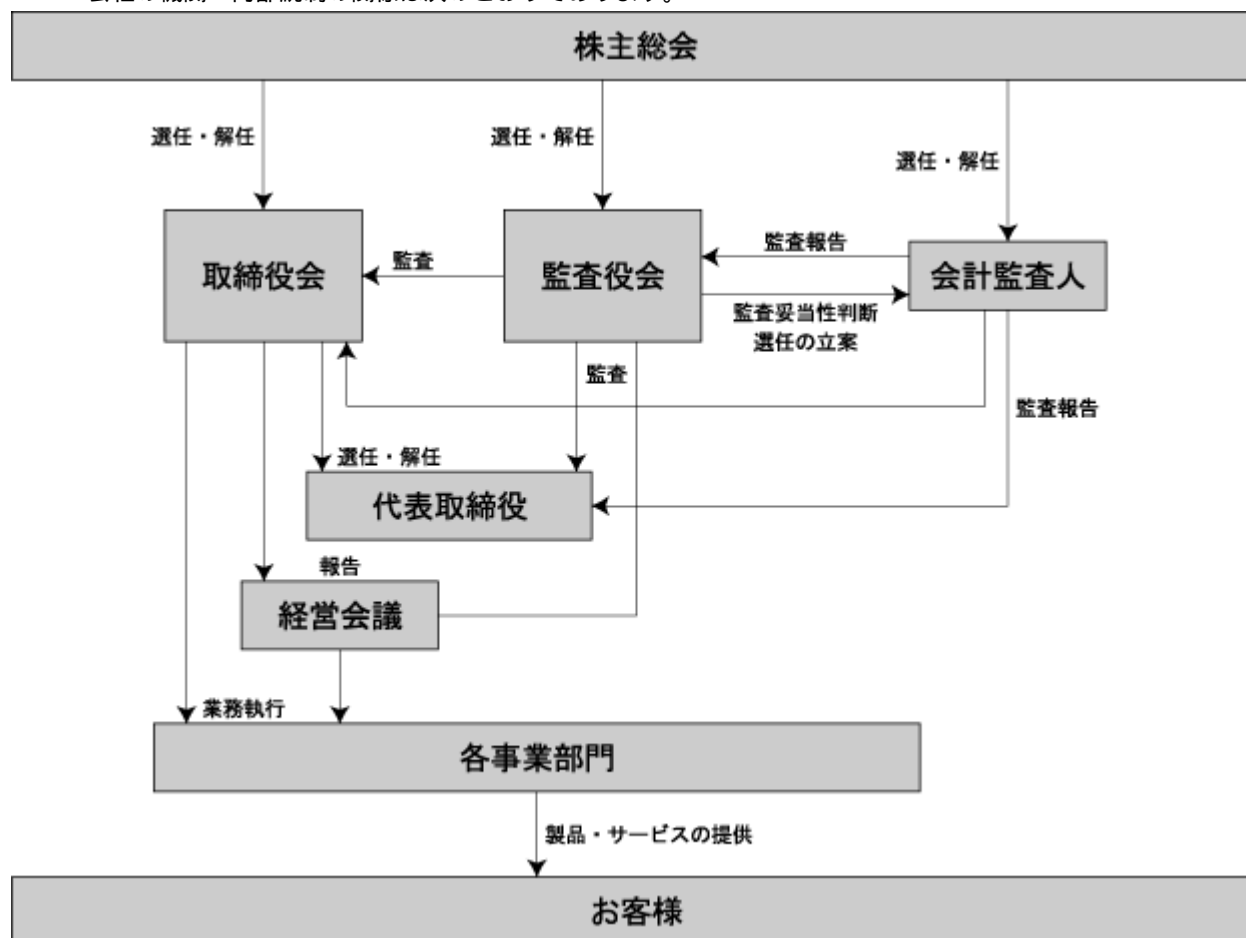 株主総会
選任・解任
選任・解任
選任・解任
取締役会
監査
監査役会
監査報告
会計監査人
監査妥当性判断
選任の立案
監査
監査報告
選任・解任
代表取締役
報告
経営会議
業務執行
各事業部門
製品・サービスの提供
お客様